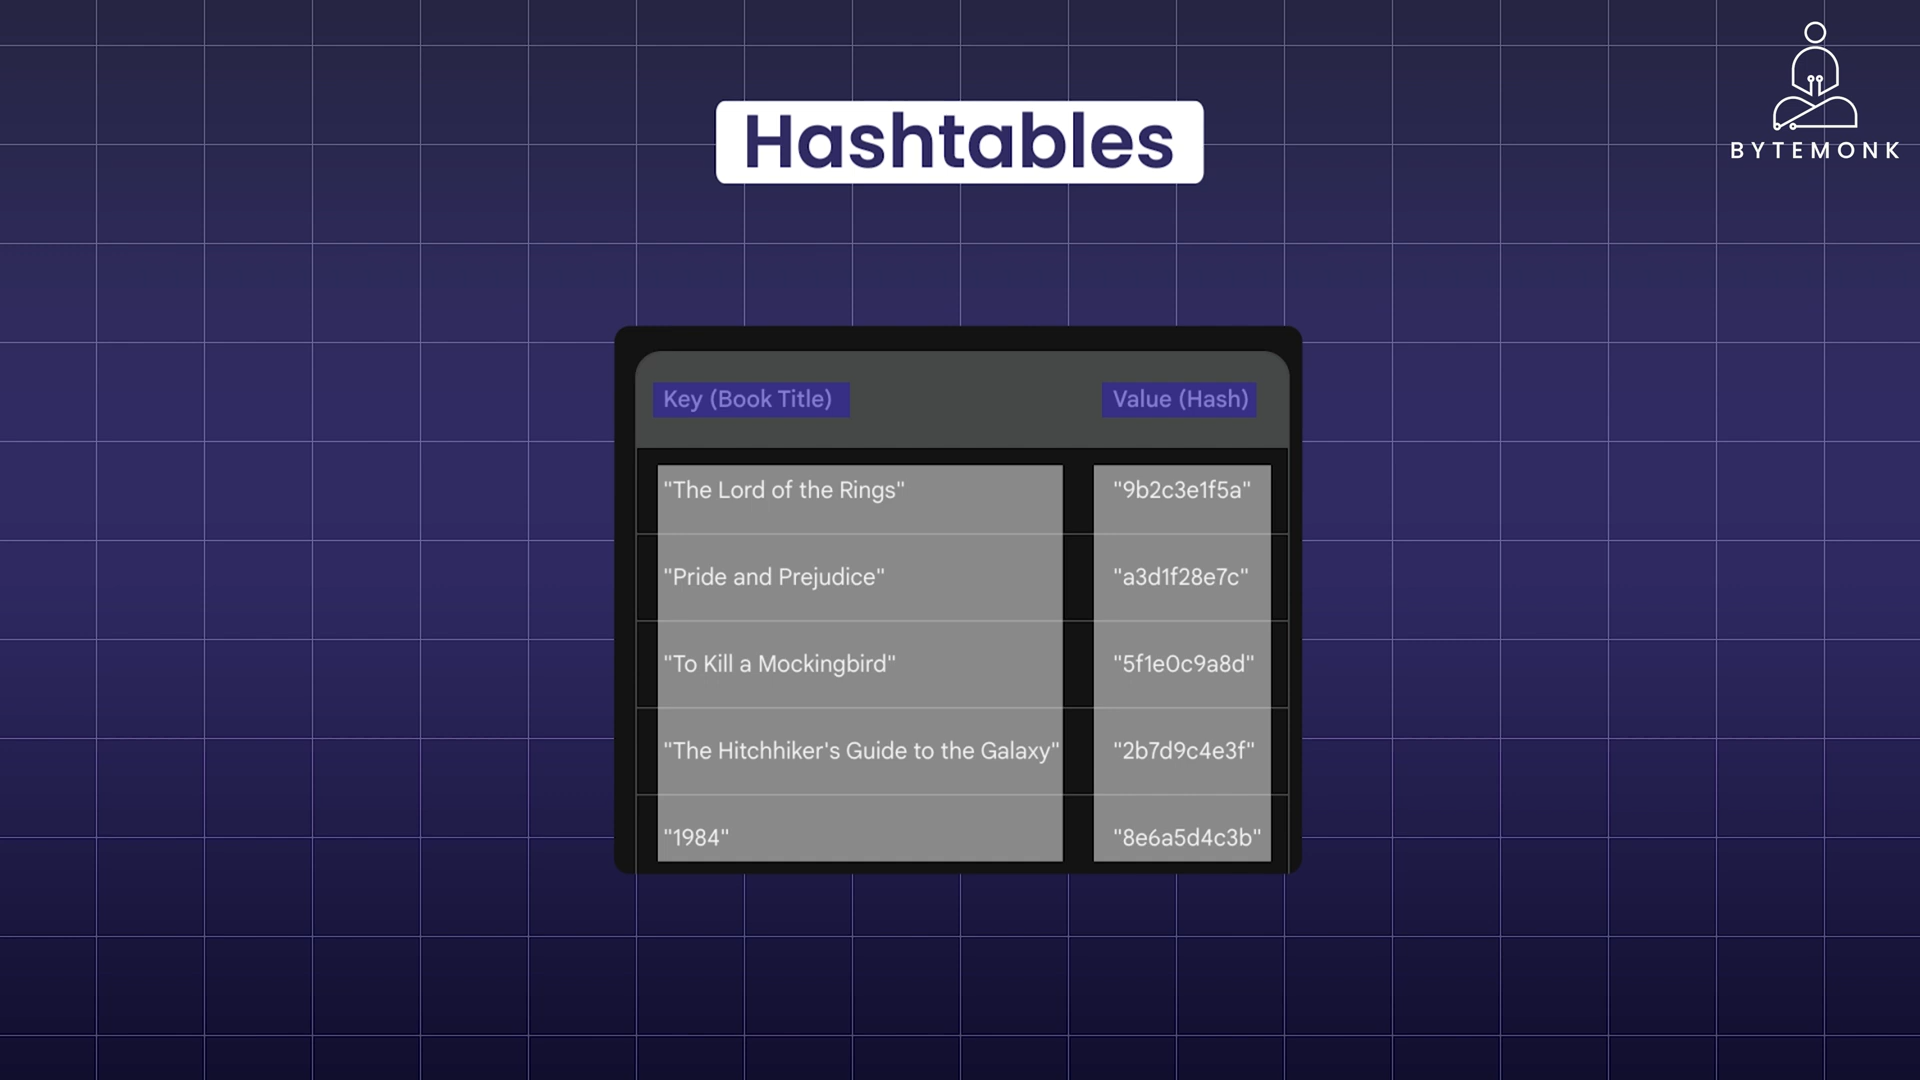 Hashtables
BYTEMONK
Key (Book Title) Value (Hash)
"The Lord of the Rings" "9b2c3e1f5a"
"Pride and Prejudice" "a3d1f28e7c"
"To Kill a Mockingbird" "5f1e0c9a8d"
"The Hitchhiker's Guide to the Galaxy" "2b7d9c4e3f"
"1984" "8e6a5d4c3b"